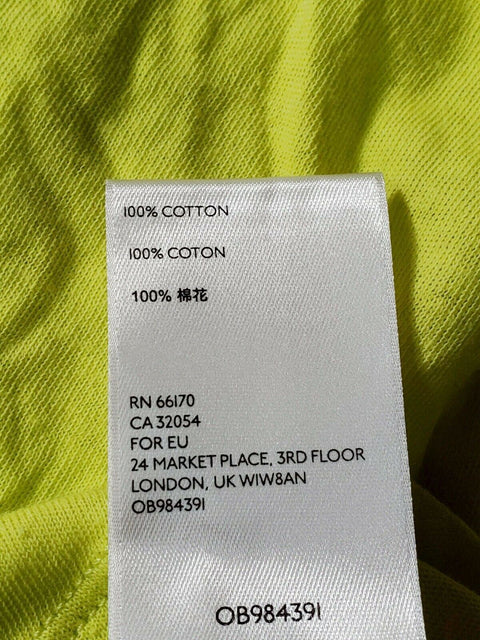 100% COTTON
100% COTON
100% 棉花
RN 66170
CA 32054
FOR EU
24 MARKET PLACE, 3RD FLOOR
LONDON, UK W1W8AN
OB984391
OB984391